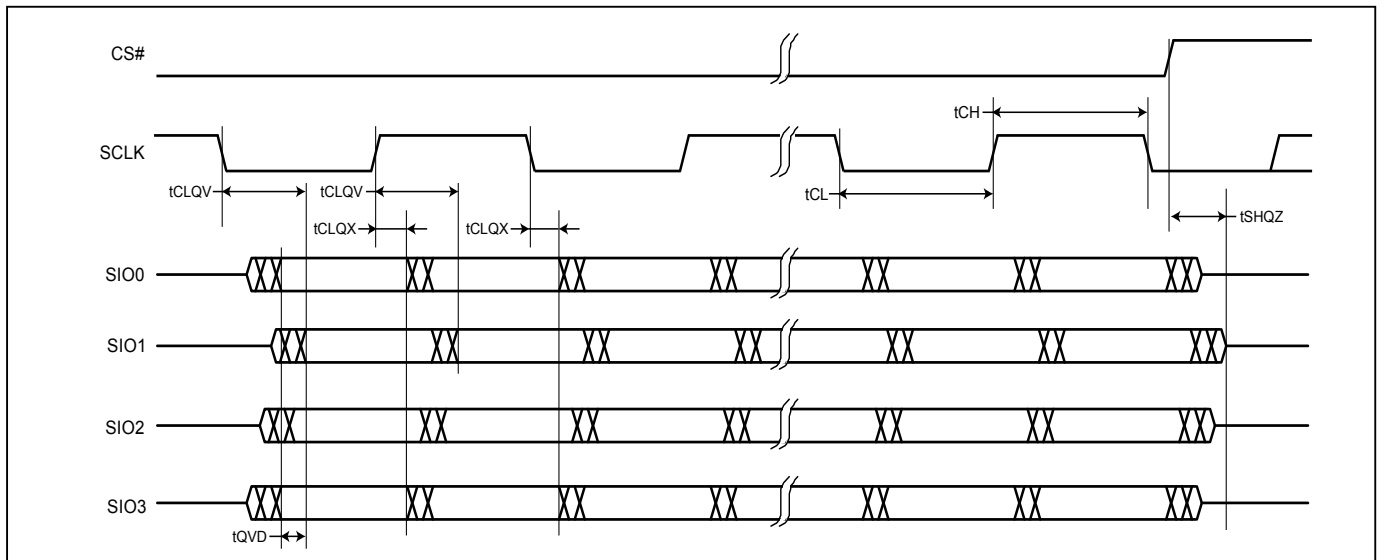 CS#
tCH
SCLK
tCLQV
tCLQV
tCL
tSHQZ
tCLQX
tCLQX
SIO0
SIO1
SIO2
SIO3
tQVD